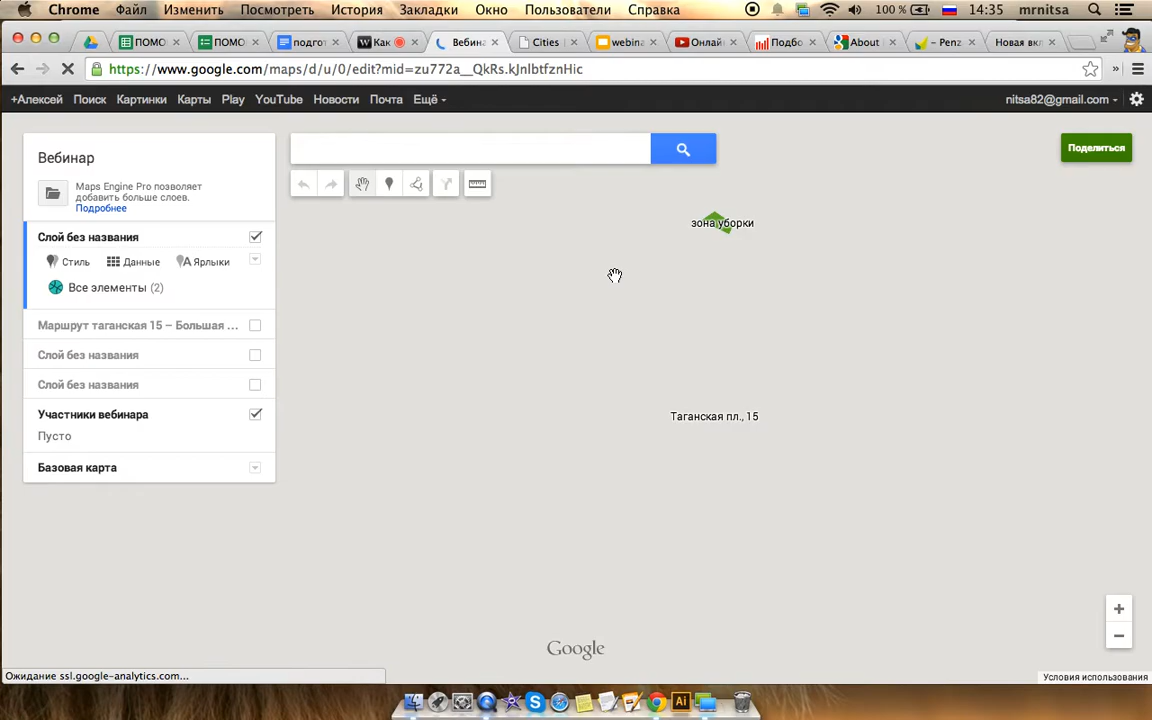 Chrome Файл Изменить Посмотреть История Закладки Окно Пользователи Справка 100 % 14:35 mrnitsa
ПОМО ПОМО подгот Как Вебина Cities webina Онлай Подбо About - Penz Новая вкл
https://www.google.com/maps/d/u/0/edit?mid=zu772a__QkRs.kJnlbtfznHic
+Алексей Поиск Картинки Карты Play YouTube Новости Почта Ещё nitsa82@gmail.com
Вебинар
Maps Engine Pro позволяет
добавить больше слоев.
Подробнее
Поделиться
Слой без названия
Стиль Данные Ярлыки
Все элементы (2)
Маршрут таганская 15 – Большая ...
Слой без названия
Слой без названия
Участники вебинара
Пусто
Базовая карта
зона уборки
Таганская пл., 15
Google
Ожидание ssl.google-analytics.com...
Условия использования